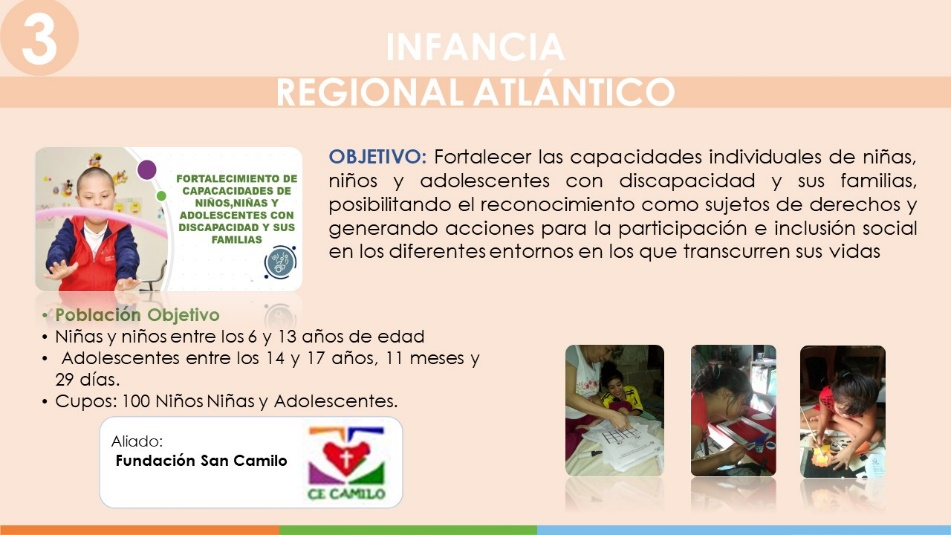 3
INFANCIA
REGIONAL ATLÁNTICO
FORTALECIMIENTO DE
CAPACACIDADES DE
NIÑOS,NIÑAS Y
ADOLESCENTES CON
DISCAPACIDAD Y SUS
FAMILIAS
OBJETIVO: Fortalecer las capacidades individuales de niñas,
niños y adolescentes con discapacidad y sus familias,
posibilitando el reconocimiento como sujetos de derechos y
generando acciones para la participación e inclusión social
en los diferentes entornos en los que transcurren sus vidas
• Población Objetivo
• Niñas y niños entre los 6 y 13 años de edad
• Adolescentes entre los 14 y 17 años, 11 meses y
29 días.
• Cupos: 100 Niños Niñas y Adolescentes.
Aliado:
Fundación San Camilo
CE CAMILO